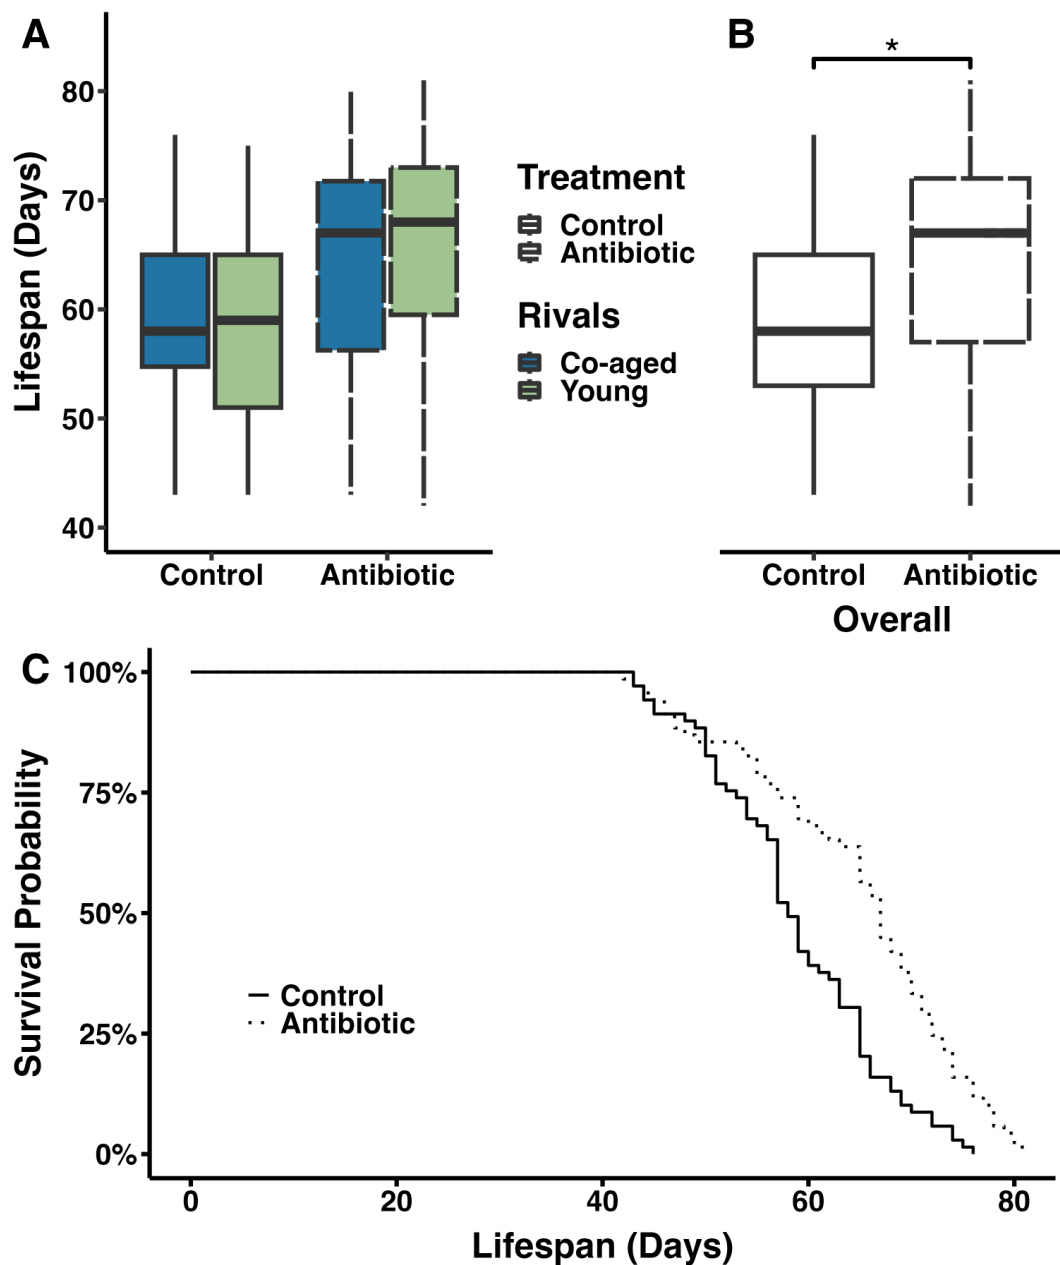 A
Lifespan (Days)
80
70
60
50
40
Control
Antibiotic
Treatment
Control
Antibiotic
Rivals
Co-aged
Young
B
*
Control
Antibiotic
Overall
C
Survival Probability
100%
75%
50%
25%
0%
Control
Antibiotic
0
20
40
60
80
Lifespan (Days)